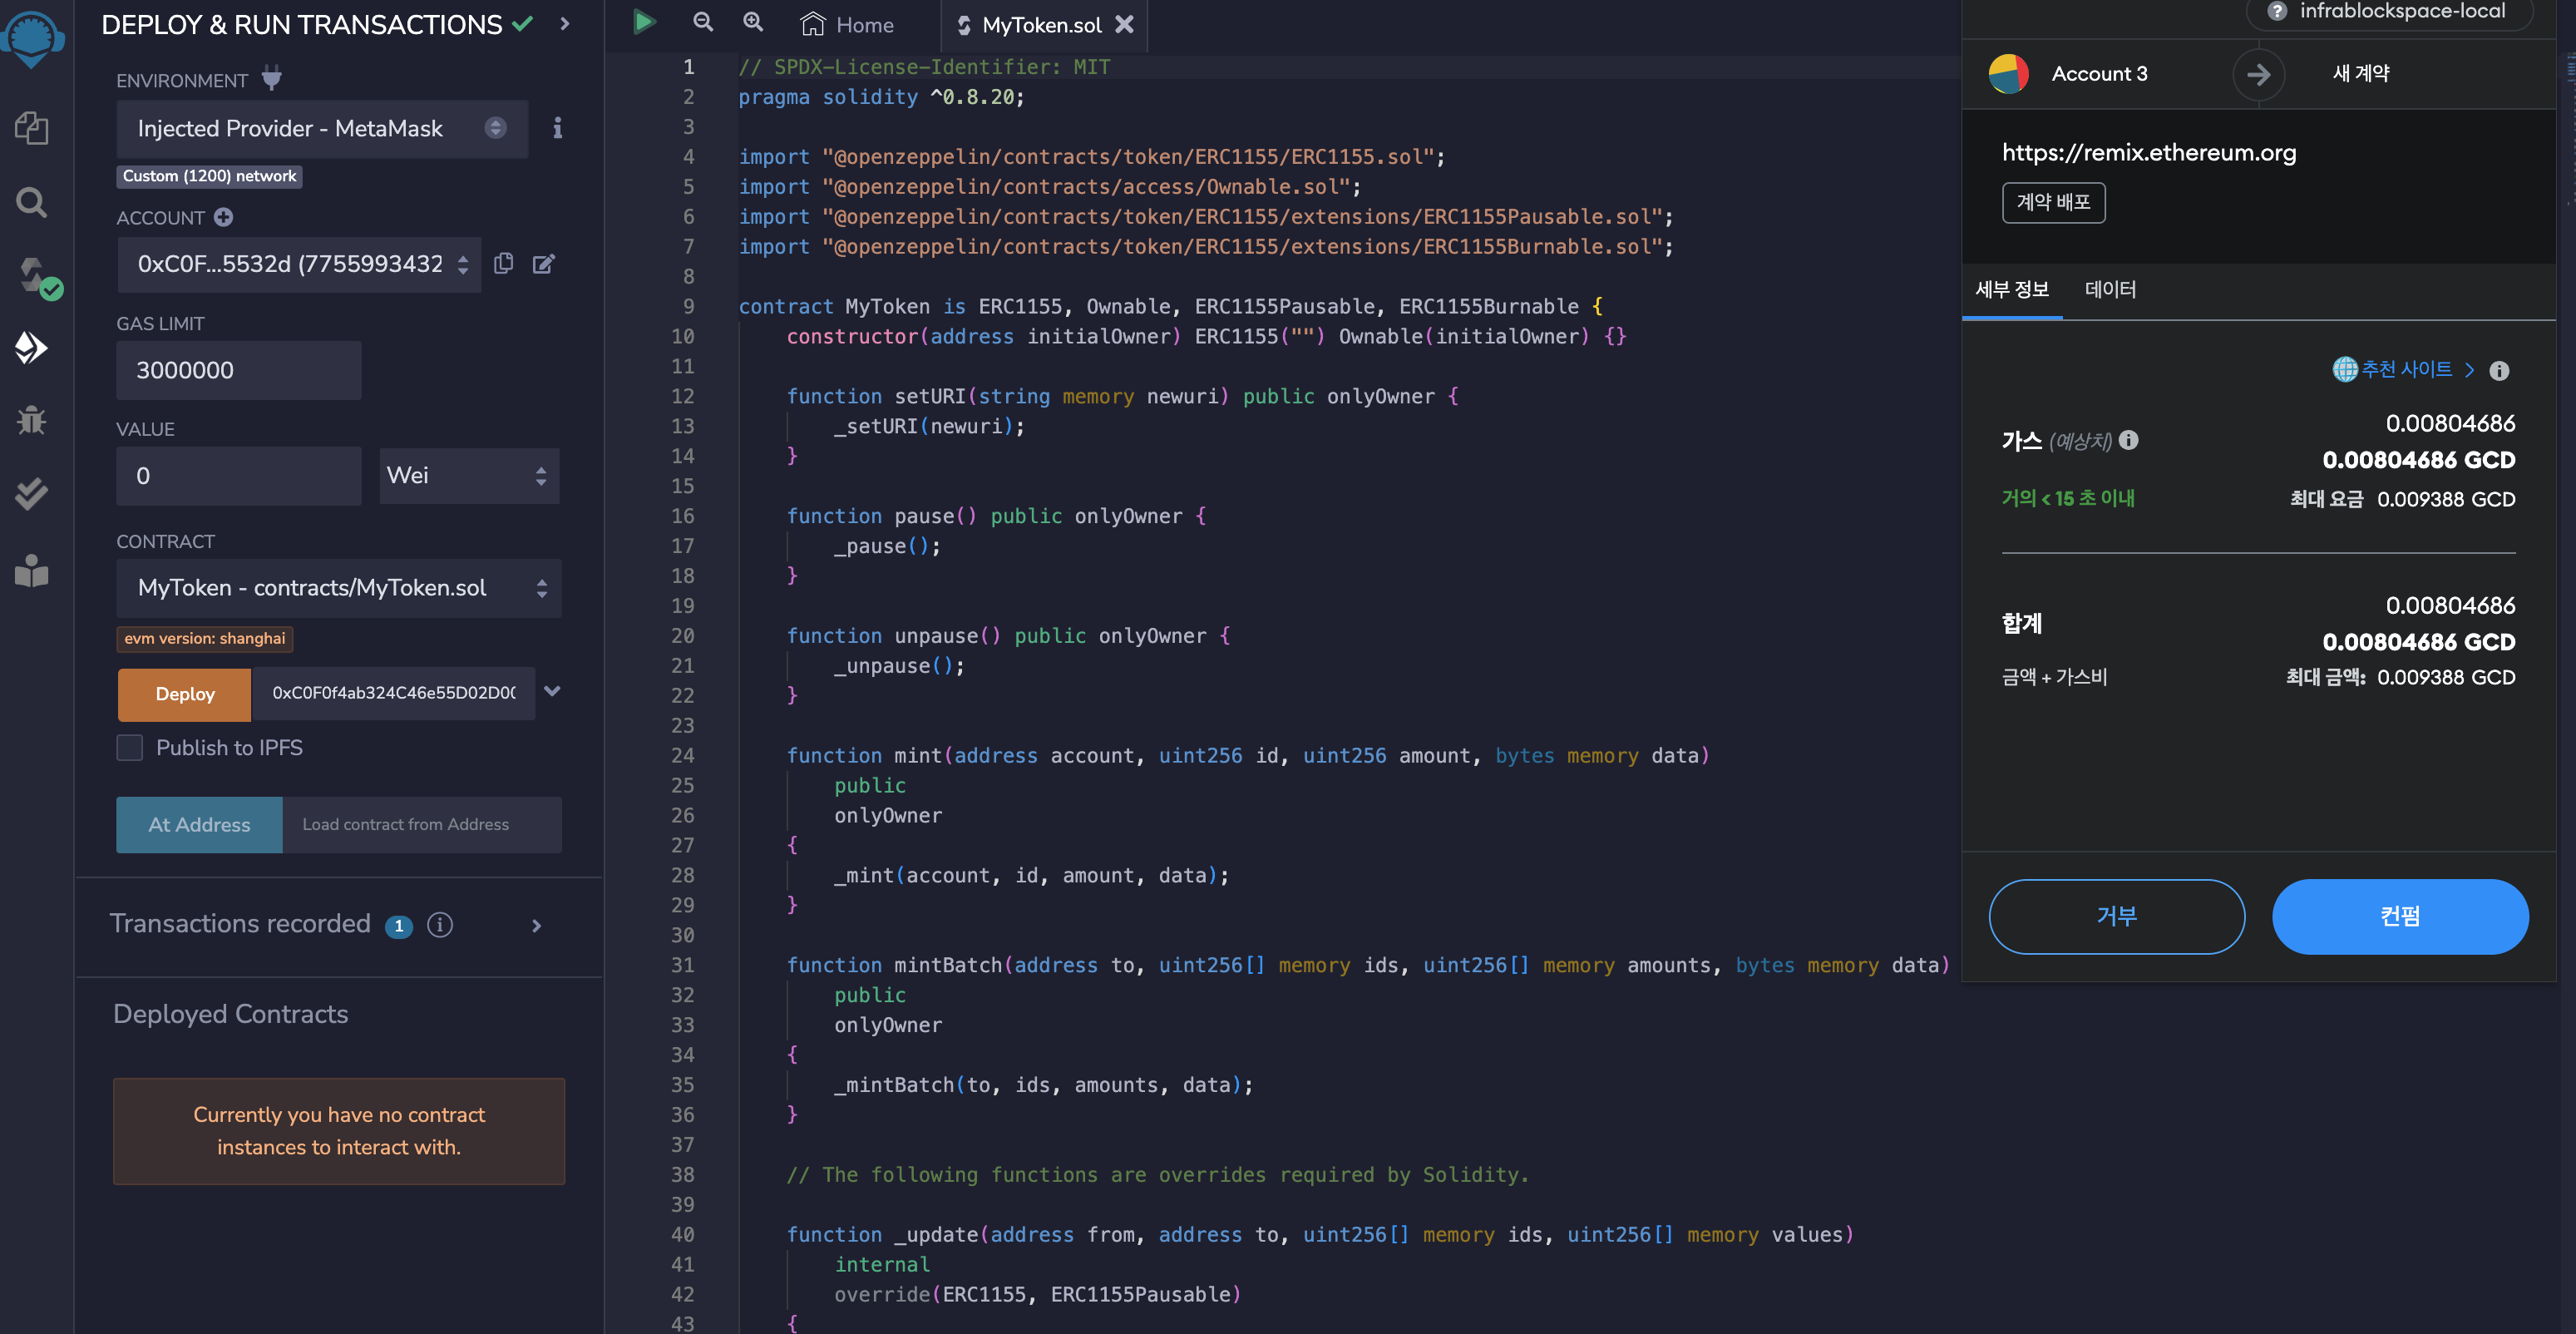 DEPLOY & RUN TRANSACTIONS
ENVIRONMENT
Injected Provider - MetaMask
Custom (1200) network
ACCOUNT
0xC0F...5532d (7755993432
GAS LIMIT
3000000
VALUE
0
Wei
CONTRACT
MyToken - contracts/MyToken.sol
evm version: shanghai
Deploy
0xC0F0f4ab324C46e55D02D0
Publish to IPFS
At Address
Load contract from Address
Transactions recorded 1
Deployed Contracts
Currently you have no contract
instances to interact with.
Home
MyToken.sol
1 // SPDX-License-Identifier: MIT
2 pragma solidity ^0.8.20;
3
4 import "@openzeppelin/contracts/token/ERC1155/ERC1155.sol";
5 import "@openzeppelin/contracts/access/Ownable.sol";
6 import "@openzeppelin/contracts/token/ERC1155/extensions/ERC1155Pausable.sol";
7 import "@openzeppelin/contracts/token/ERC1155/extensions/ERC1155Burnable.sol";
8
9 contract MyToken is ERC1155, Ownable, ERC1155Pausable, ERC1155Burnable {
10 constructor(address initialOwner) ERC1155("") Ownable(initialOwner) {}
11
12 function setURI(string memory newuri) public onlyOwner {
13 _setURI(newuri);
14 }
15
16 function pause() public onlyOwner {
17 _pause();
18 }
19
20 function unpause() public onlyOwner {
21 _unpause();
22 }
23
24 function mint(address account, uint256 id, uint256 amount, bytes memory data)
25 public
26 onlyOwner
27 {
28 _mint(account, id, amount, data);
29 }
30
31 function mintBatch(address to, uint256[] memory ids, uint256[] memory amounts, bytes memory data)
32 public
33 onlyOwner
34 {
35 _mintBatch(to, ids, amounts, data);
36 }
37
38 // The following functions are overrides required by Solidity.
39
40 function _update(address from, address to, uint256[] memory ids, uint256[] memory values)
41 internal
42 override(ERC1155, ERC1155Pausable)
43 {
infrablockspace-local
Account 3
새 계약
https://remix.ethereum.org
계약 배포
세부 정보
데이터
추천 사이트 >
0.00804686
가스 (예상치)
0.00804686 GCD
거의 < 15 초 이내
최대 요금 0.009388 GCD
0.00804686
합계
0.00804686 GCD
금액 + 가스비
최대 금액: 0.009388 GCD
거부
컨펌